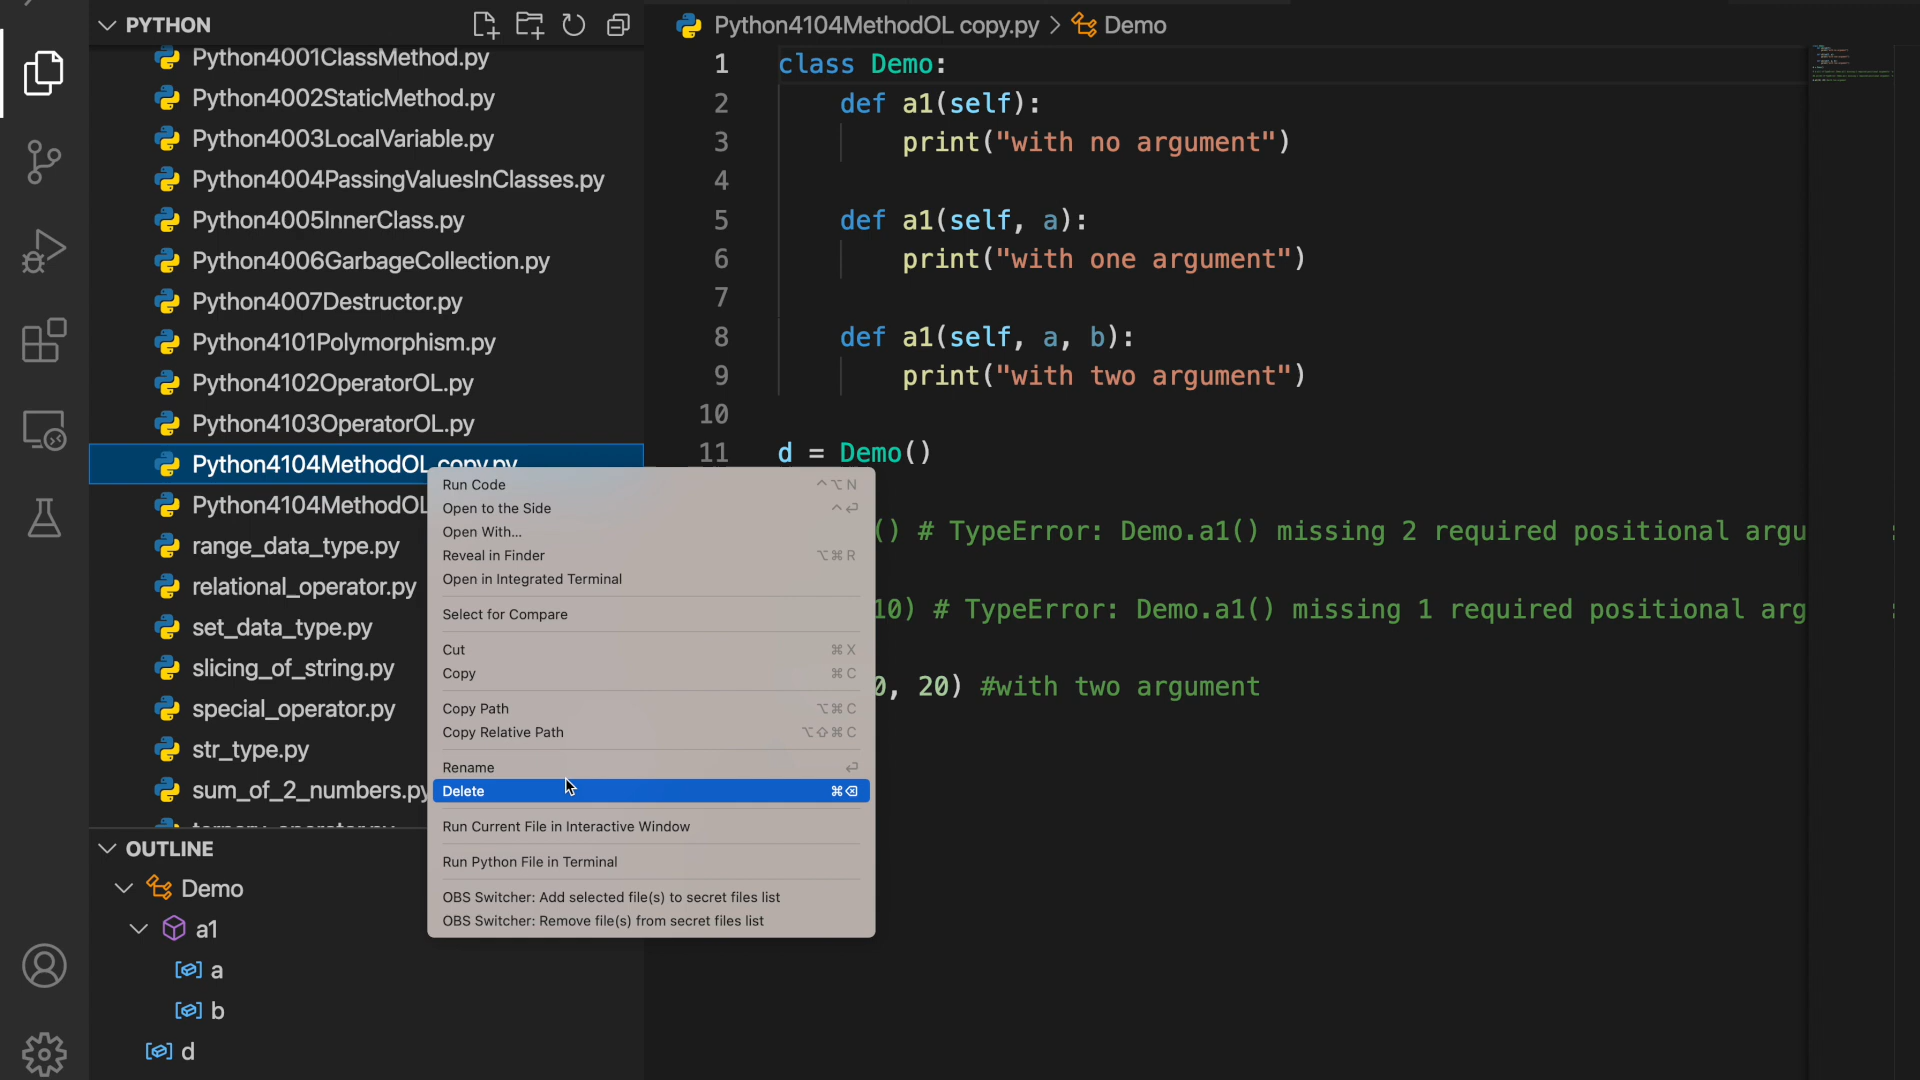 PYTHON
Python4001ClassMethod.py
Python4002StaticMethod.py
Python4003LocalVariable.py
Python4004PassingValuesInClasses.py
Python4005InnerClass.py
Python4006GarbageCollection.py
Python4007Destructor.py
Python4101Polymorphism.py
Python4102OperatorOL.py
Python4103OperatorOL.py
Python4104MethodOL copy.py
Python4104MethodOL
range_data_type.py
relational_operator.py
set_data_type.py
slicing_of_string.py
special_operator.py
str_type.py
sum_of_2_numbers.py
OUTLINE
Demo
a1
a
b
d
Python4104MethodOL copy.py > Demo
1 class Demo:
2 def a1(self):
3 print("with no argument")
4
5 def a1(self, a):
6 print("with one argument")
7
8 def a1(self, a, b):
9 print("with two argument")
10
11 d = Demo()
() # TypeError: Demo.a1() missing 2 required positional argu
10) # TypeError: Demo.a1() missing 1 required positional arg
0, 20) #with two argument
Run Code ^⌥N
Open to the Side ^⏎
Open With...
Reveal in Finder ⌥⌘R
Open in Integrated Terminal
Select for Compare
Cut ⌘X
Copy ⌘C
Copy Path ⌥⌘C
Copy Relative Path ⌥⇧⌘C
Rename ⏎
Delete ⌘⌫
Run Current File in Interactive Window
Run Python File in Terminal
OBS Switcher: Add selected file(s) to secret files list
OBS Switcher: Remove file(s) from secret files list